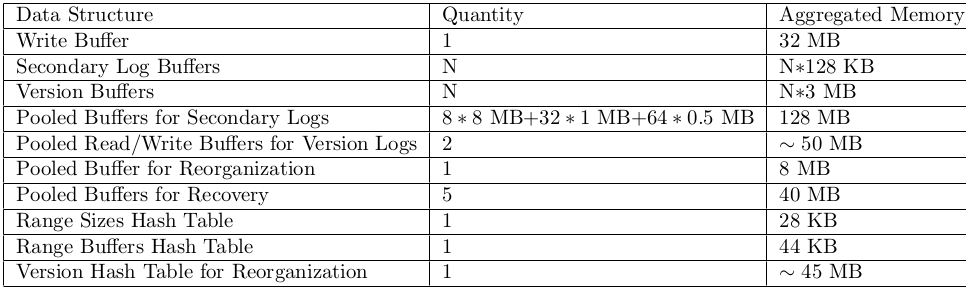 Data Structure Quantity Aggregated Memory
Write Buffer 1 32 MB
Secondary Log Buffers N N*128 KB
Version Buffers N N*3 MB
Pooled Buffers for Secondary Logs 8 * 8 MB+32 * 1 MB+64 * 0.5 MB 128 MB
Pooled Read/Write Buffers for Version Logs 2 ~ 50 MB
Pooled Buffer for Reorganization 1 8 MB
Pooled Buffers for Recovery 5 40 MB
Range Sizes Hash Table 1 28 KB
Range Buffers Hash Table 1 44 KB
Version Hash Table for Reorganization 1 ~ 45 MB